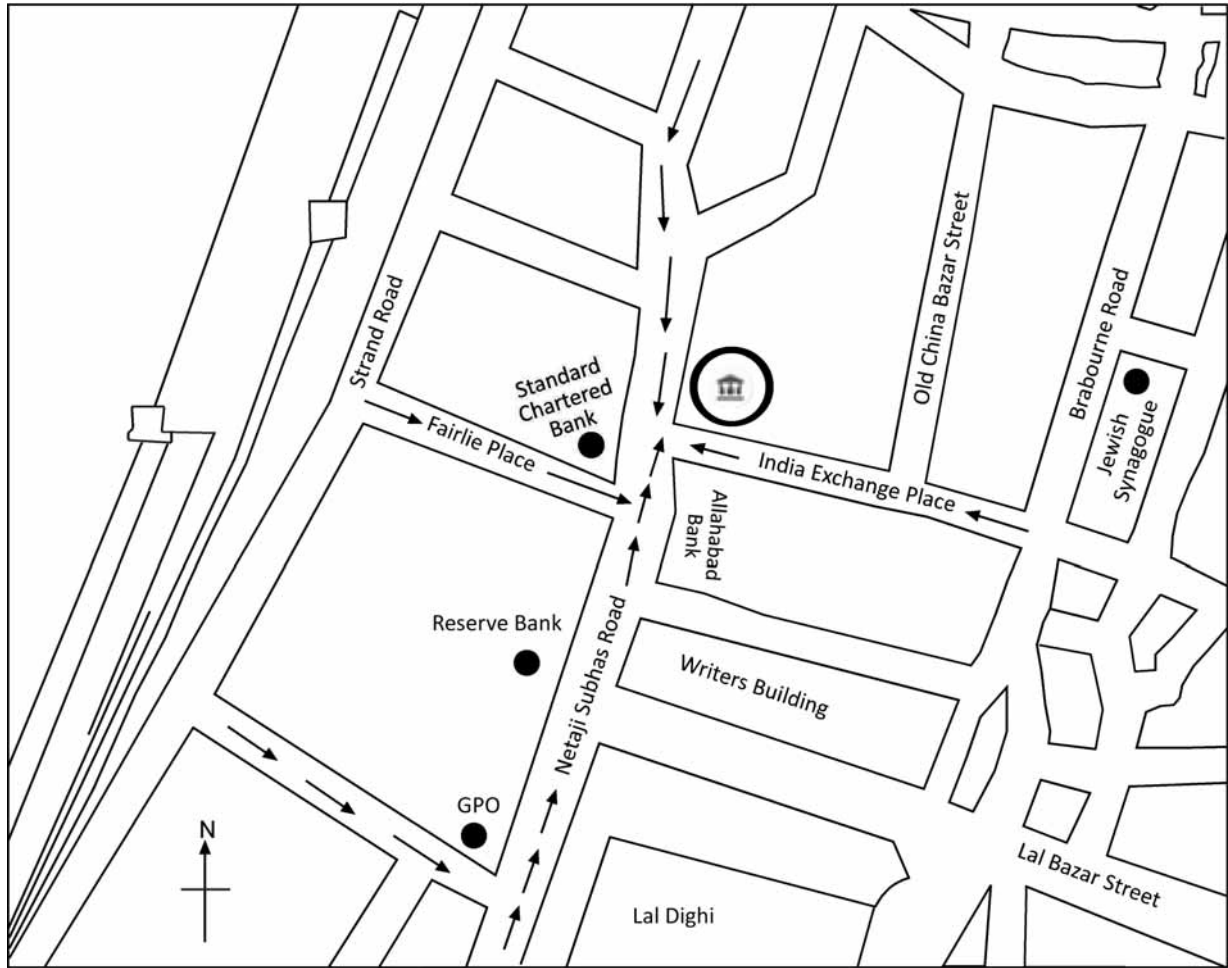 Strand Road
Standard
Chartered
Bank
Fairlie Place
Old China Bazar Street
Brabourne Road
Jewish
Synagogue
India Exchange Place
Allahabad
Bank
Reserve Bank
Netaji Subhas Road
Writers Building
GPO
N
Lal Dighi
Lal Bazar Street